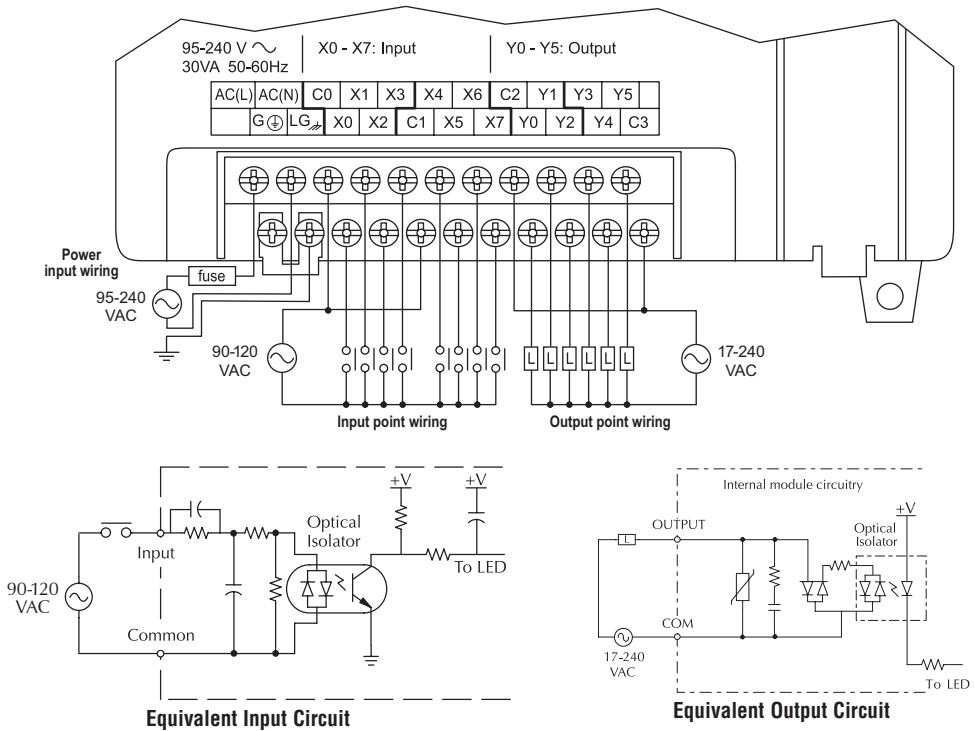 95-240 V X0 - X7: Input Y0 - Y5: Output
30VA 50-60Hz
AC(L) AC(N) C0 X1 X3 X4 X6 C2 Y1 Y3 Y5
G LG X0 X2 C1 X5 X7 Y0 Y2 Y4 C3
Power
input wiring
fuse
95-240
VAC
90-120
VAC
L L L L L L
17-240
VAC
Input point wiring Output point wiring
+V +V
Optical
Isolator
Input
To LED
90-120
VAC
Common
Equivalent Input Circuit
Internal module circuitry
+V
OUTPUT
Optical
Isolator
L
COM
17-240
VAC
To LED
Equivalent Output Circuit